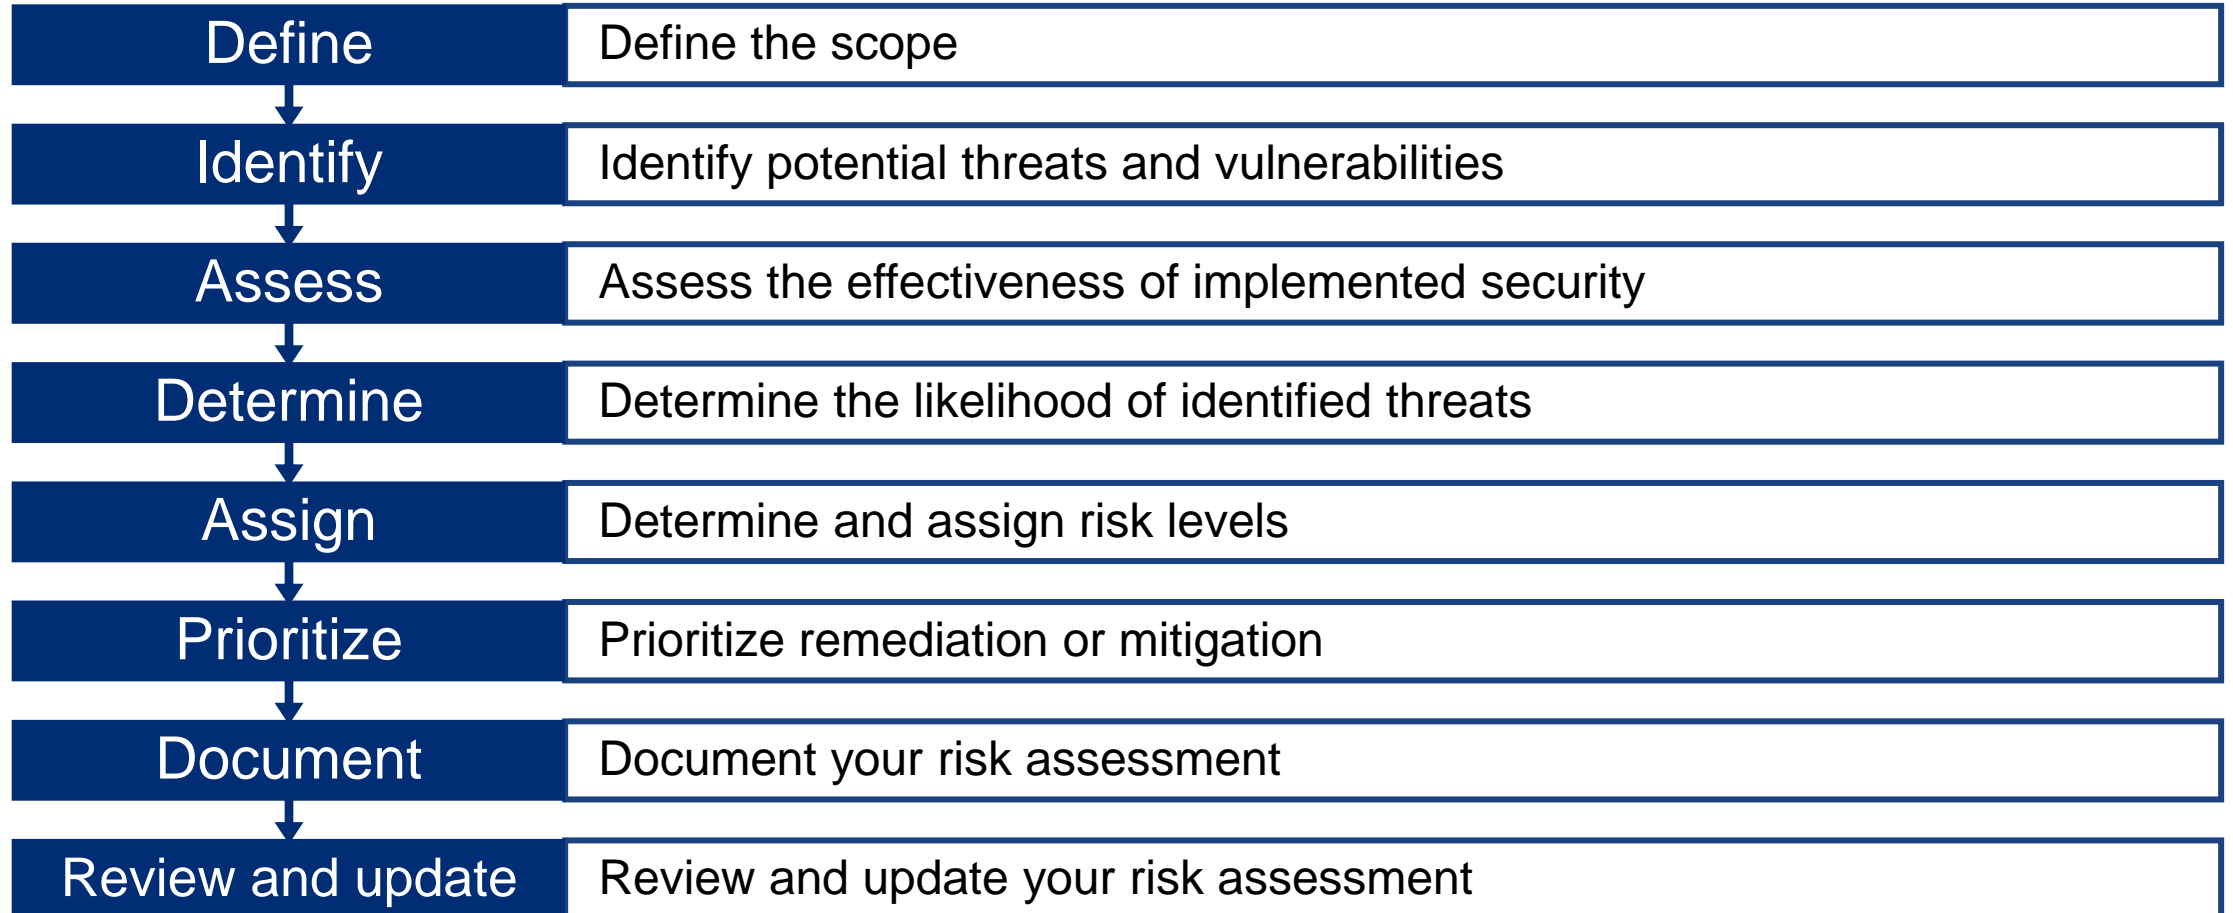 Define
Define the scope
Identify
Identify potential threats and vulnerabilities
Assess
Assess the effectiveness of implemented security
Determine
Determine the likelihood of identified threats
Assign
Determine and assign risk levels
Prioritize
Prioritize remediation or mitigation
Document
Document your risk assessment
Review and update
Review and update your risk assessment